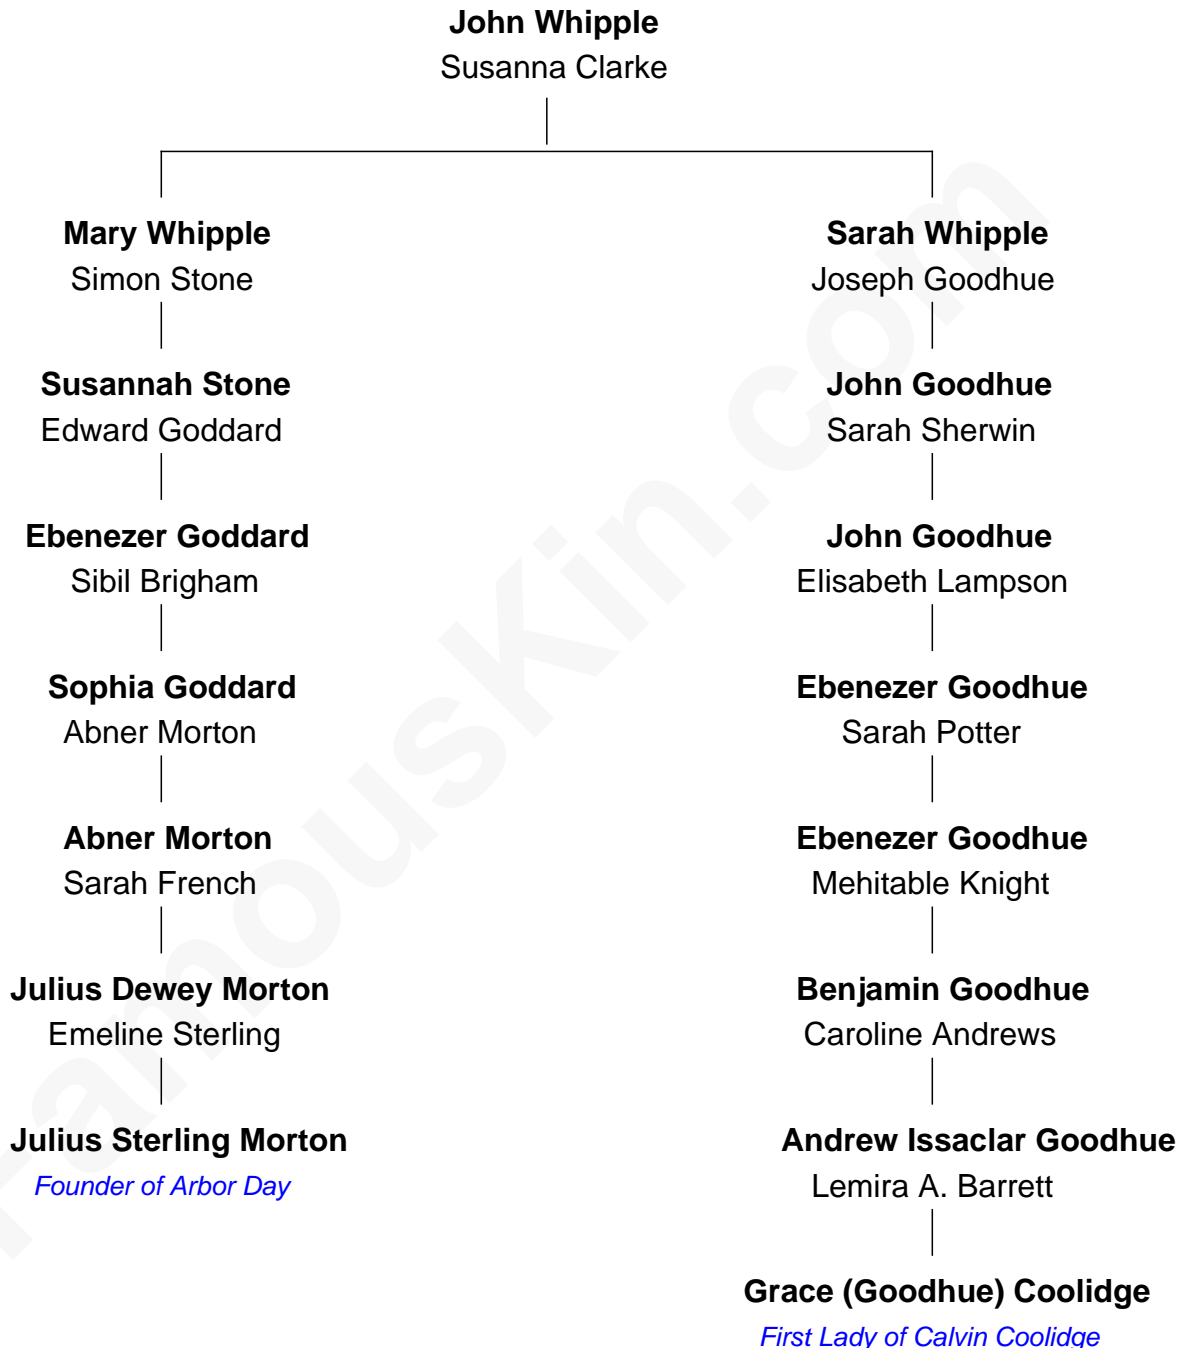 John Whipple
Susanna Clarke
Mary Whipple
Simon Stone
Sarah Whipple
Joseph Goodhue
Susannah Stone
Edward Goddard
John Goodhue
Sarah Sherwin
Ebenezer Goddard
Sibil Brigham
John Goodhue
Elisabeth Lampson
Sophia Goddard
Abner Morton
Ebenezer Goodhue
Sarah Potter
Abner Morton
Sarah French
Ebenezer Goodhue
Mehitable Knight
Julius Dewey Morton
Emeline Sterling
Benjamin Goodhue
Caroline Andrews
Julius Sterling Morton
Founder of Arbor Day
Andrew Issaclar Goodhue
Lemira A. Barrett
Grace (Goodhue) Coolidge
First Lady of Calvin Coolidge
FamousKin.com